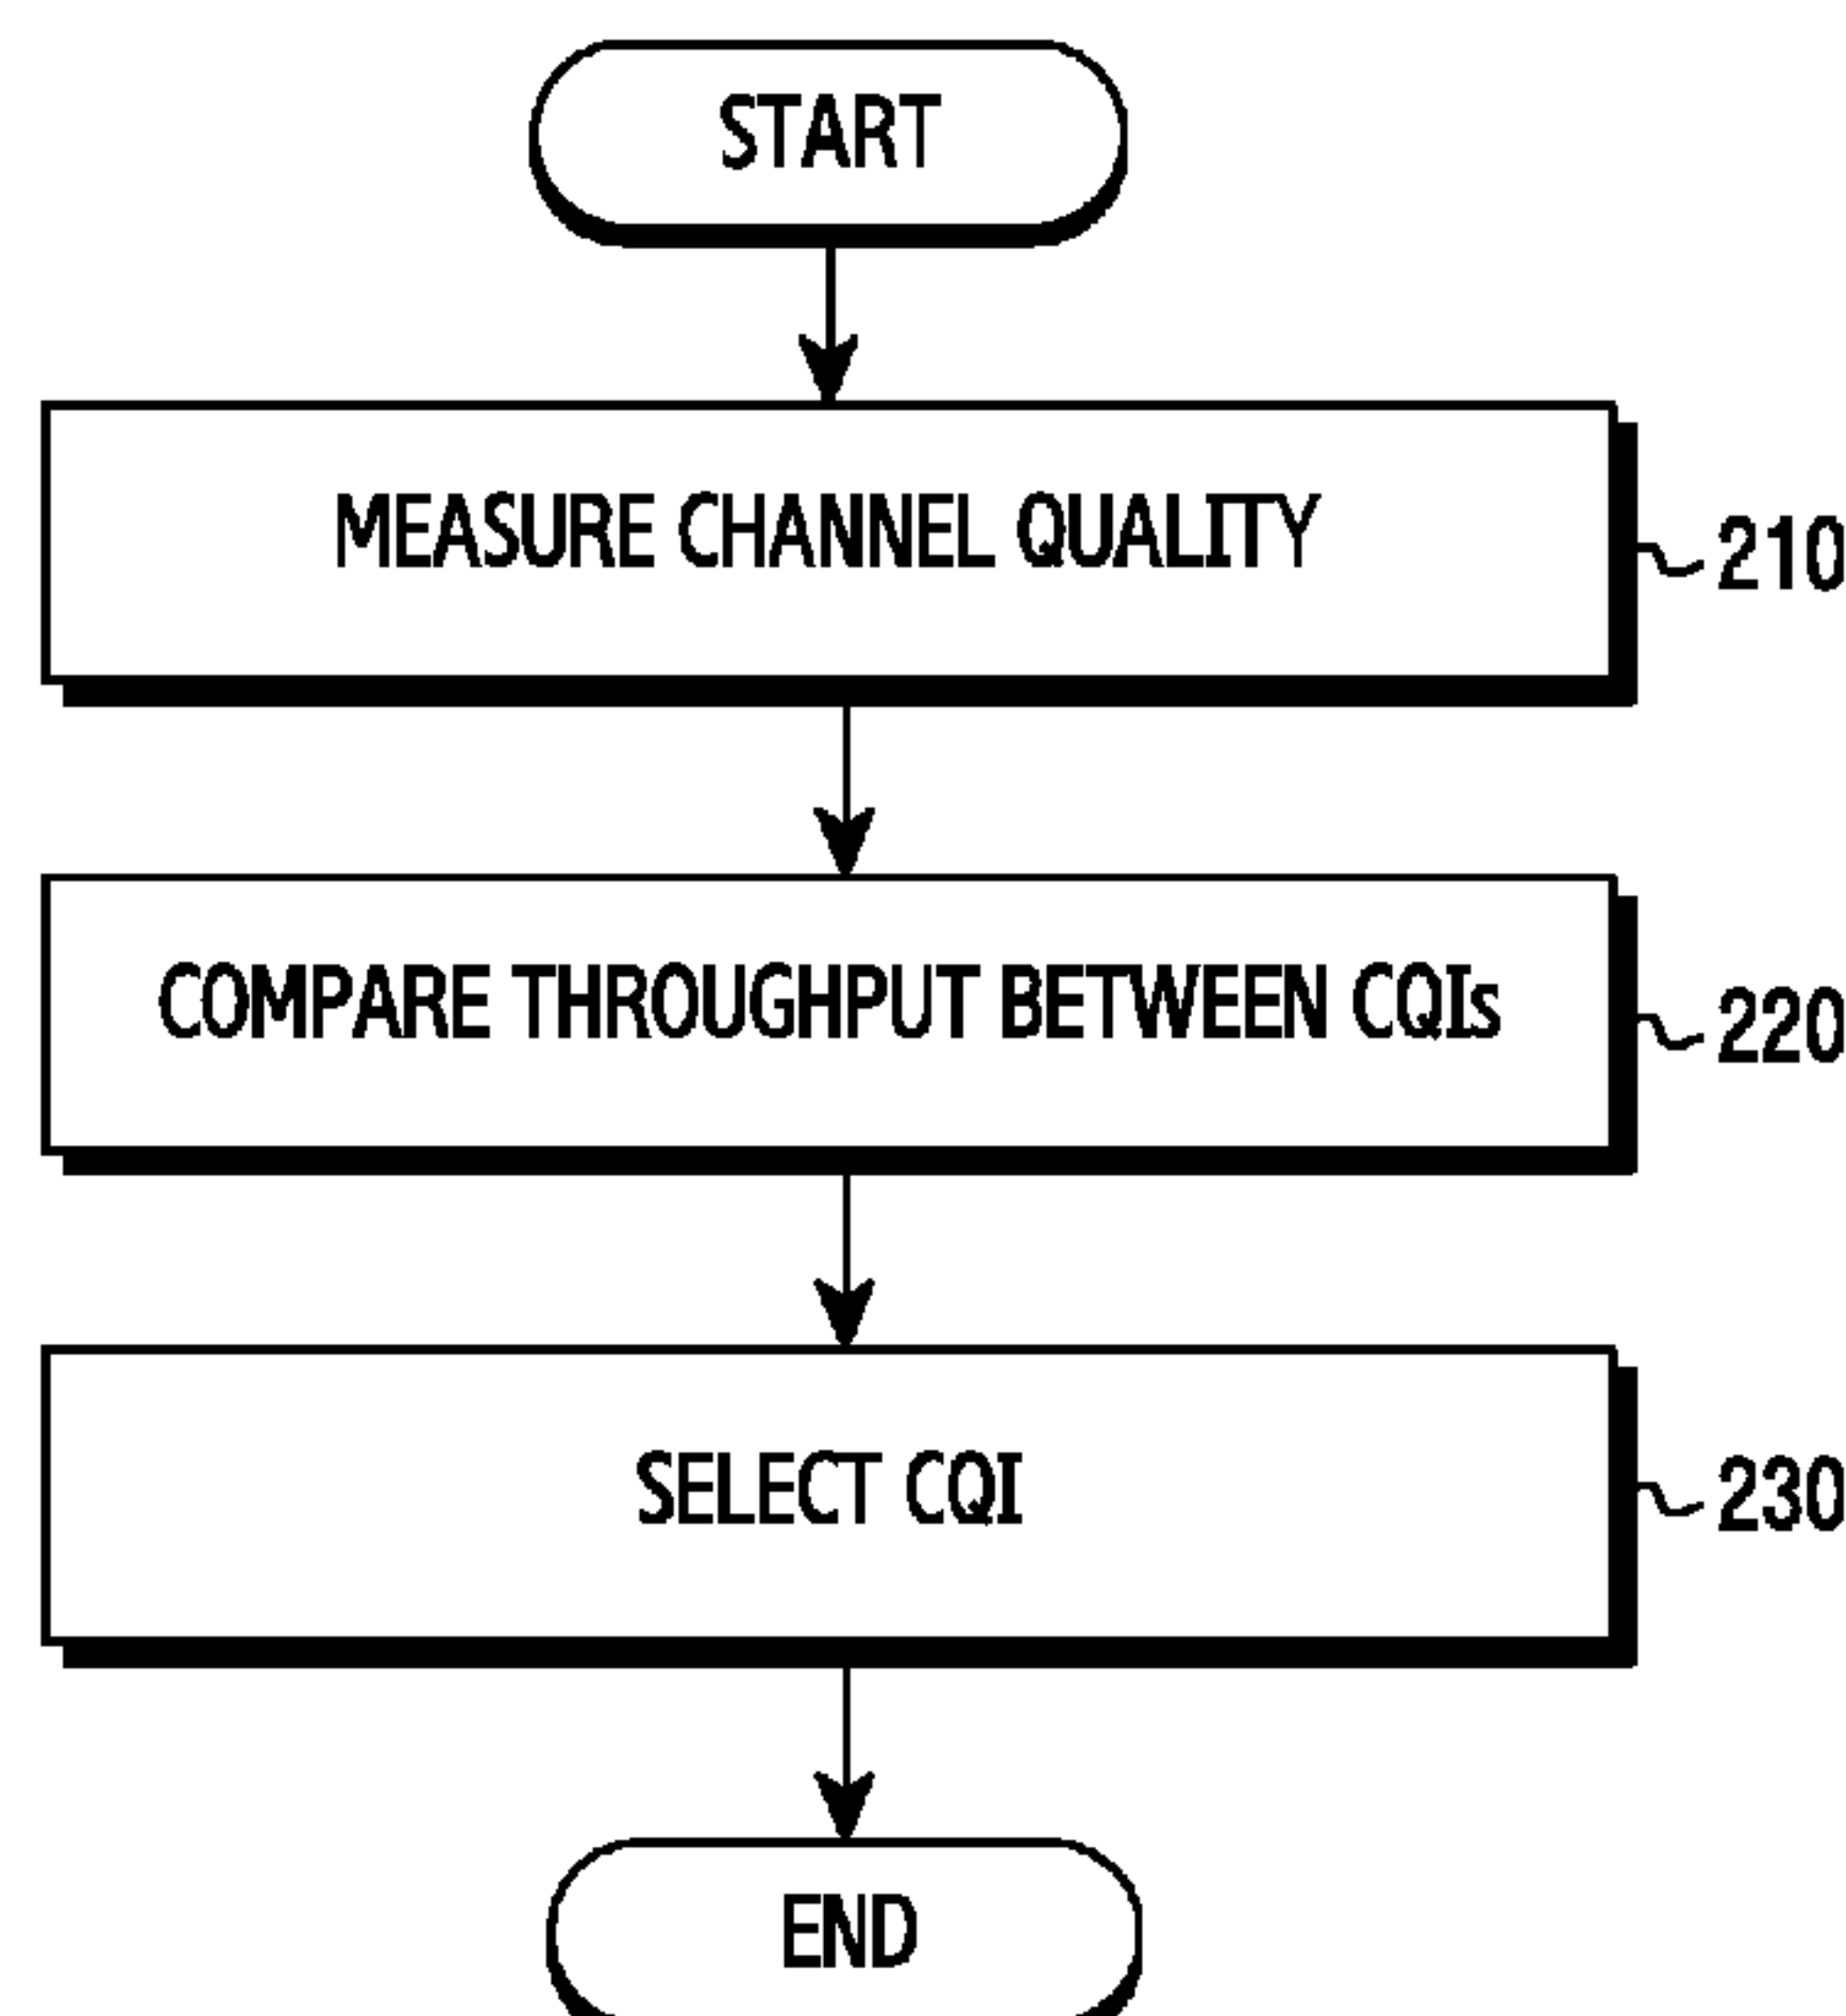 START
MEASURE CHANNEL QUALITY
210
COMPARE THROUGHPUT BETWEEN CQIs
220
SELECT CQI
230
END